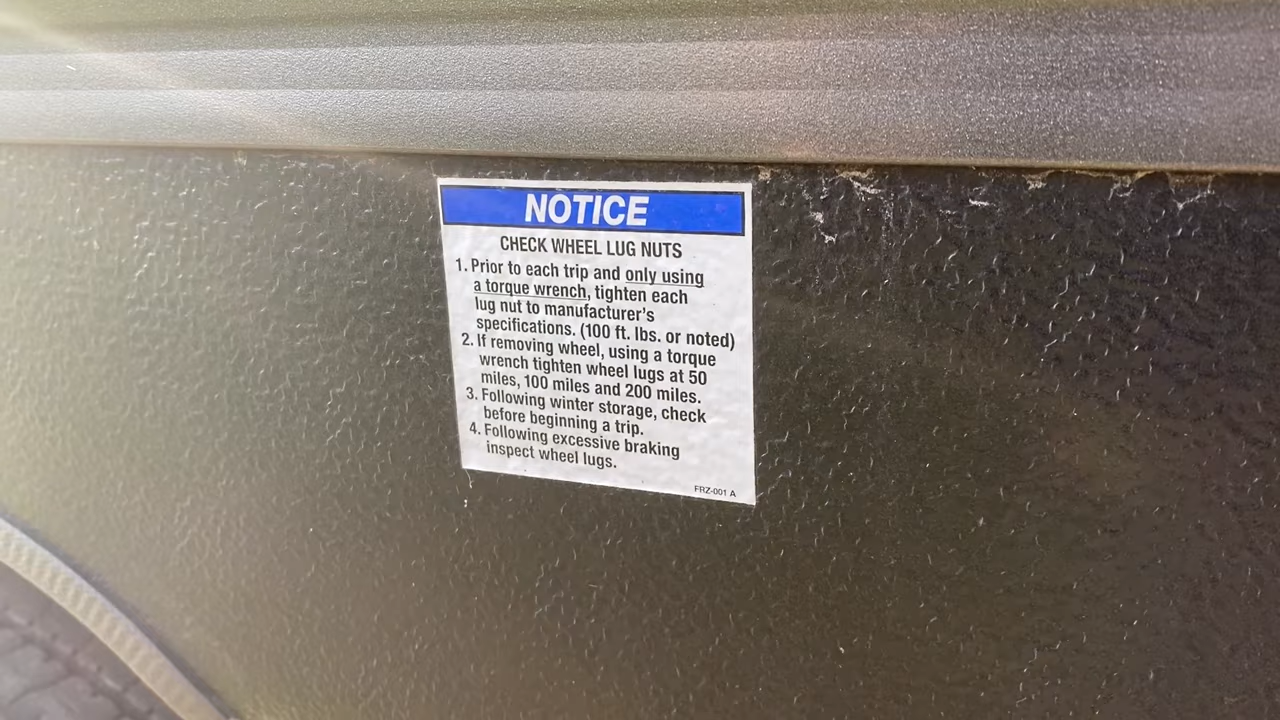 NOTICE
CHECK WHEEL LUG NUTS
1. Prior to each trip and only using
a torque wrench, tighten each
lug nut to manufacturer's
specifications. (100 ft. lbs. or noted)
2. If removing wheel, using a torque
wrench tighten wheel lugs at 50
miles, 100 miles and 200 miles.
3. Following winter storage, check
before beginning a trip.
4. Following excessive braking
inspect wheel lugs.
FRZ-001 A